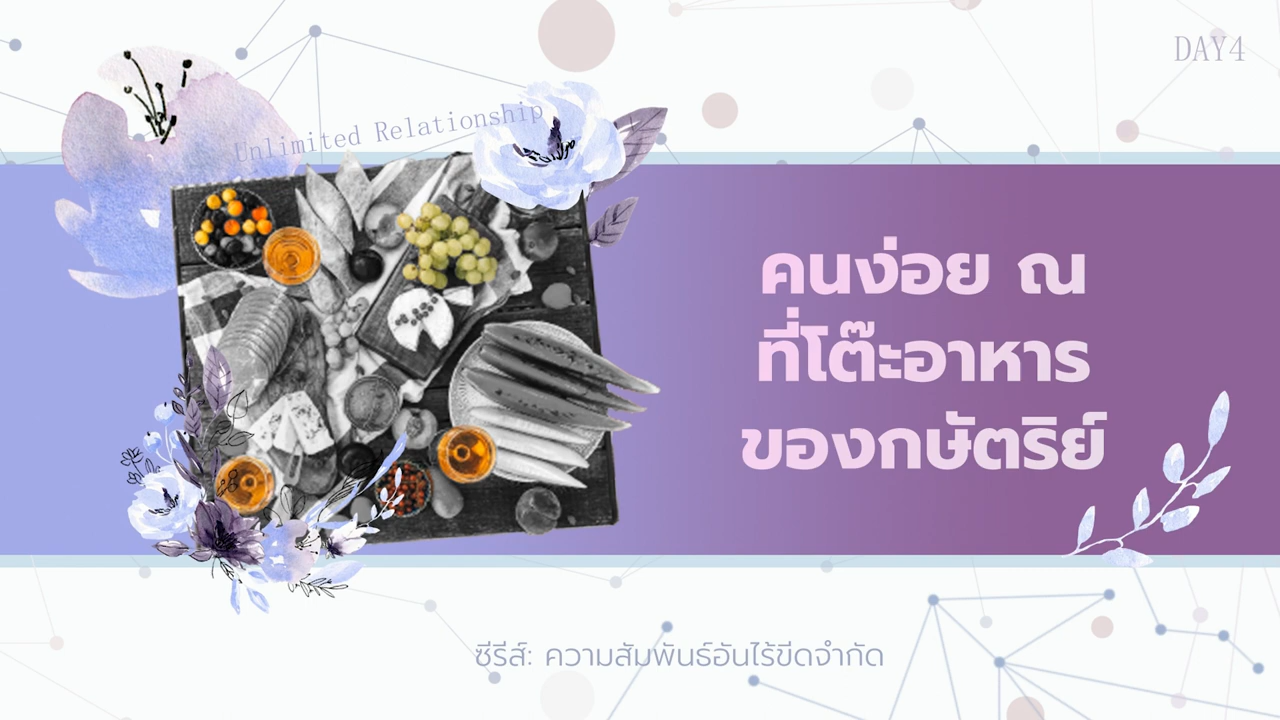 DAY4
Unlimited Relationship
คนง่อย ณ
ที่โต๊ะอาหาร
ของกษัตริย์
ซีรีส์: ความสัมพันธ์อันไร้ขีดจำกัด